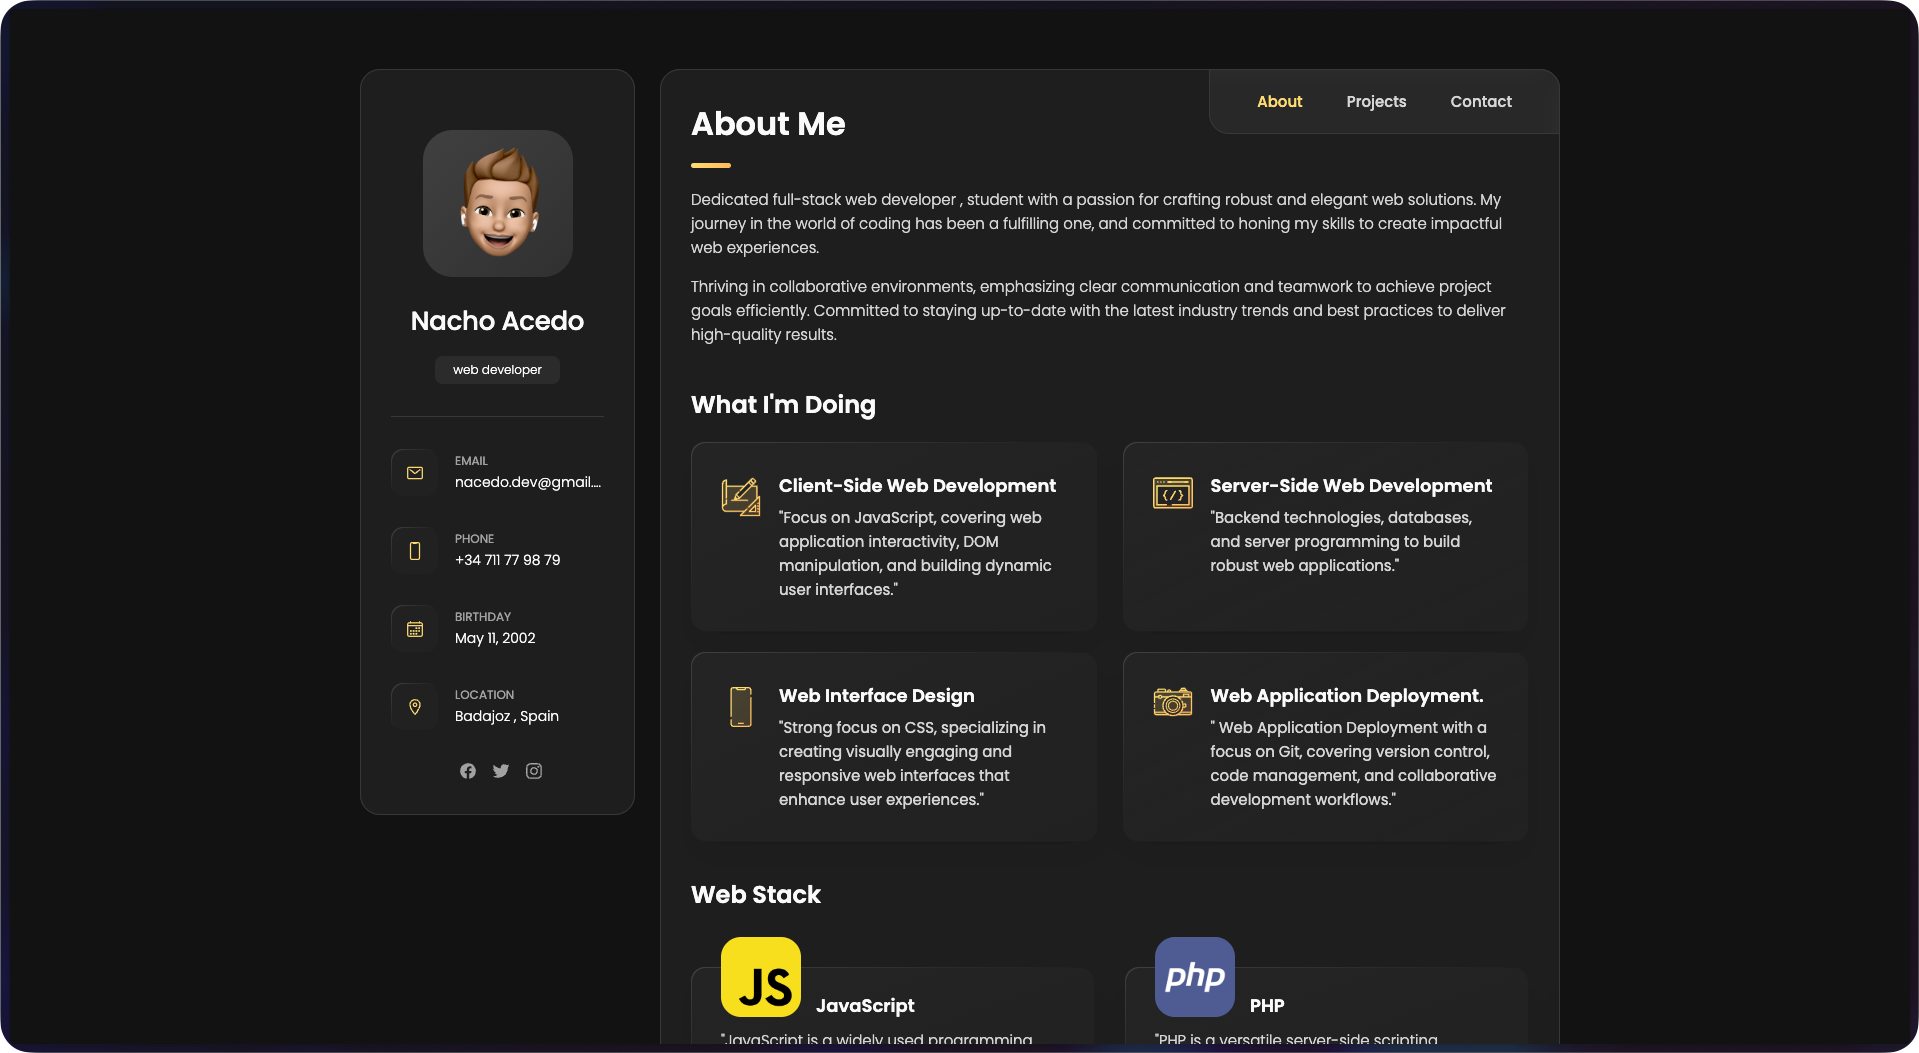 Nacho Acedo
web developer
EMAIL
nacedo.dev@gmail....
PHONE
+34 711 77 98 79
BIRTHDAY
May 11, 2002
LOCATION
Badajoz , Spain
About
Projects
Contact
About Me
Dedicated full-stack web developer , student with a passion for crafting robust and elegant web solutions. My
journey in the world of coding has been a fulfilling one, and committed to honing my skills to create impactful
web experiences.
Thriving in collaborative environments, emphasizing clear communication and teamwork to achieve project
goals efficiently. Committed to staying up-to-date with the latest industry trends and best practices to deliver
high-quality results.
What I'm Doing
Client-Side Web Development
"Focus on JavaScript, covering web
application interactivity, DOM
manipulation, and building dynamic
user interfaces."
Server-Side Web Development
"Backend technologies, databases,
and server programming to build
robust web applications."
Web Interface Design
"Strong focus on CSS, specializing in
creating visually engaging and
responsive web interfaces that
enhance user experiences."
Web Application Deployment.
" Web Application Deployment with a
focus on Git, covering version control,
code management, and collaborative
development workflows."
Web Stack
JS
JavaScript
"JavaScript is a widely used programming
php
PHP
"PHP is a versatile server-side scripting